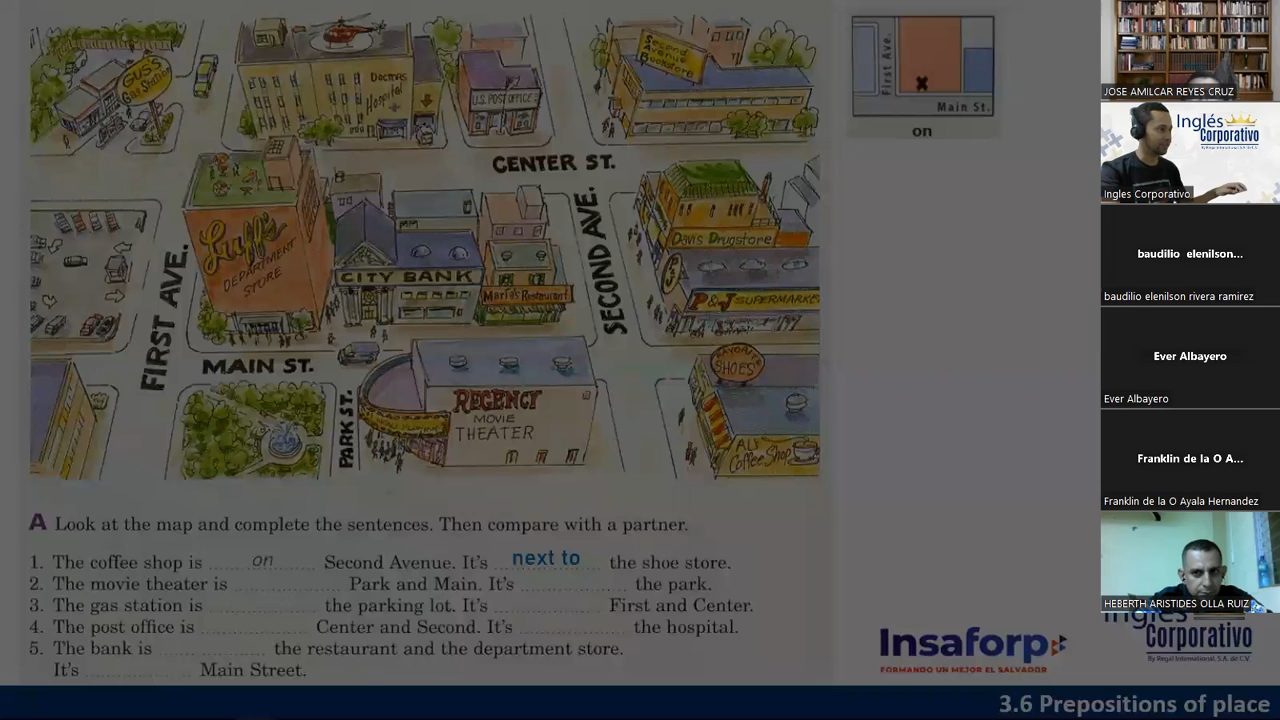 GUS'S
Gas Station
Doctors
Hospital
U.S. POST OFFICE
Second
Avenue
Bookstore
CENTER ST.
Luff's
DEPARTMENT
STORE
CITY BANK
Maria's Restaurant
Davis Drugstore
P&J SUPERMARKET
FIRST AVE.
SECOND AVE.
MAIN ST.
PARK ST.
REGENCY
MOVIE
THEATER
SHOES
AL'S
Coffee Shop
First Ave.
Main St.
on
A Look at the map and complete the sentences. Then compare with a partner.
1. The coffee shop is on Second Avenue. It's next to the shoe store.
2. The movie theater is Park and Main. It's the park.
3. The gas station is the parking lot. It's First and Center.
4. The post office is Center and Second. It's the hospital.
5. The bank is the restaurant and the department store.
It's Main Street.
Insaforp
FORMANDO UN MEJOR EL SALVADOR
Inglés
Corporativo
By Regal International, S.A. de C.V.
3.6 Prepositions of place
JOSE AMILCAR REYES CRUZ
Inglés
Corporativo
Ingles Corporativo
baudilio elenilson...
baudilio elenilson rivera ramirez
Ever Albayero
Ever Albayero
Franklin de la O A...
Franklin de la O Ayala Hernandez
HEBERTH ARISTIDES OLLA RUIZ